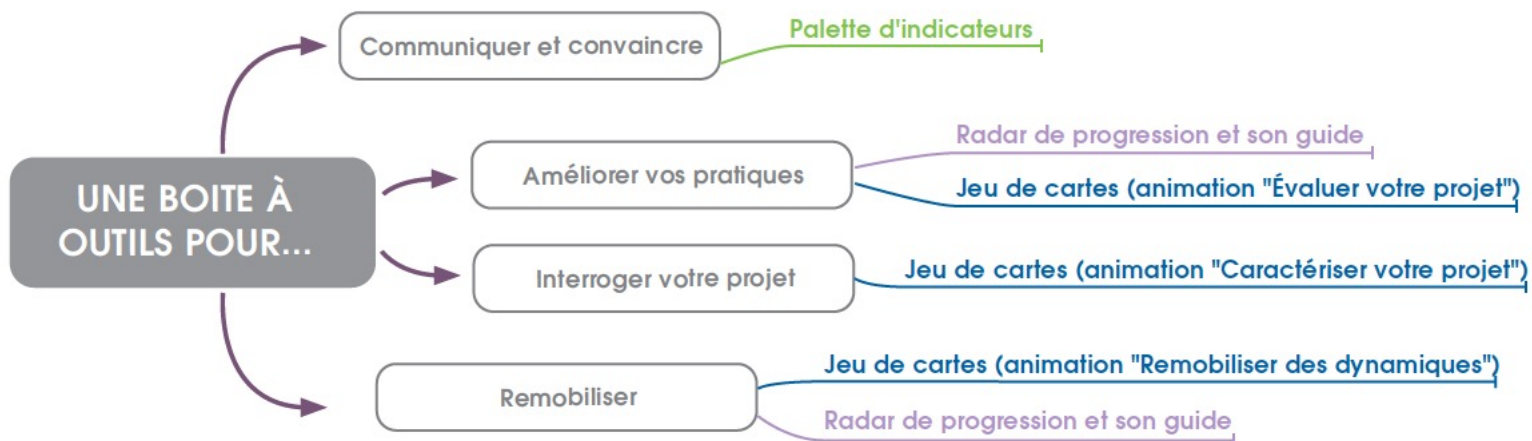 UNE BOITE À
OUTILS POUR...
Communiquer et convaincre
Palette d'indicateurs
Améliorer vos pratiques
Radar de progression et son guide
Jeu de cartes (animation "Évaluer votre projet")
Interroger votre projet
Jeu de cartes (animation "Caractériser votre projet")
Remobiliser
Jeu de cartes (animation "Remobiliser des dynamiques")
Radar de progression et son guide